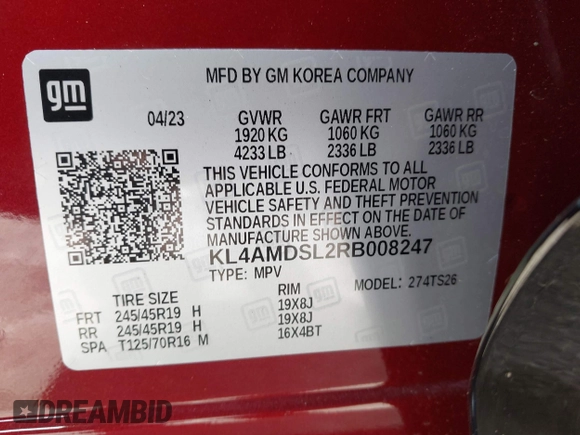 gm
MFD BY GM KOREA COMPANY
04/23 GVWR GAWR FRT GAWR RR
1920 KG 1060 KG 1060 KG
4233 LB 2336 LB 2336 LB
THIS VEHICLE CONFORMS TO ALL
APPLICABLE U.S. FEDERAL MOTOR
VEHICLE SAFETY AND THEFT PREVENTION
STANDARDS IN EFFECT ON THE DATE OF
MANUFACTURE SHOWN ABOVE.
KL4AMDSL2RB008247
TYPE: MPV MODEL: 274TS26
TIRE SIZE RIM
FRT 245/45R19 H 19X8J
RR 245/45R19 H 19X8J
SPA T125/70R16 M 16X4BT
DREAMBID